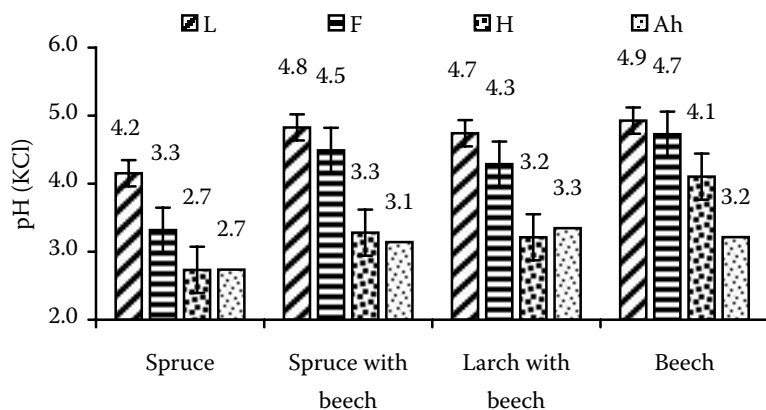 L F H Ah
6.0
5.0
4.0
3.0
2.0
pH (KCl)
4.2 3.3 2.7 2.7
4.8 4.5 3.3 3.1
4.7 4.3 3.2 3.3
4.9 4.7 4.1 3.2
Spruce
Spruce with
beech
Larch with
beech
Beech